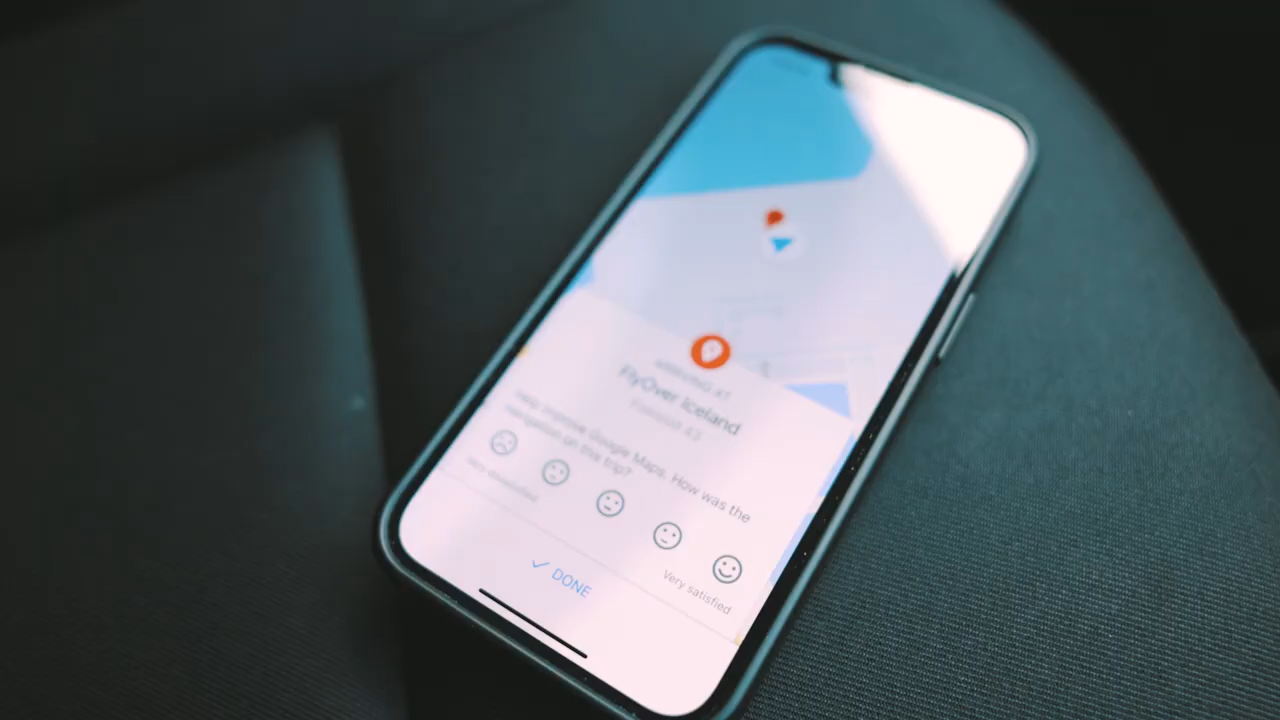 FlyOver Iceland
Help improve Google Maps. How was the
navigation on this trip?
Very satisfied
DONE